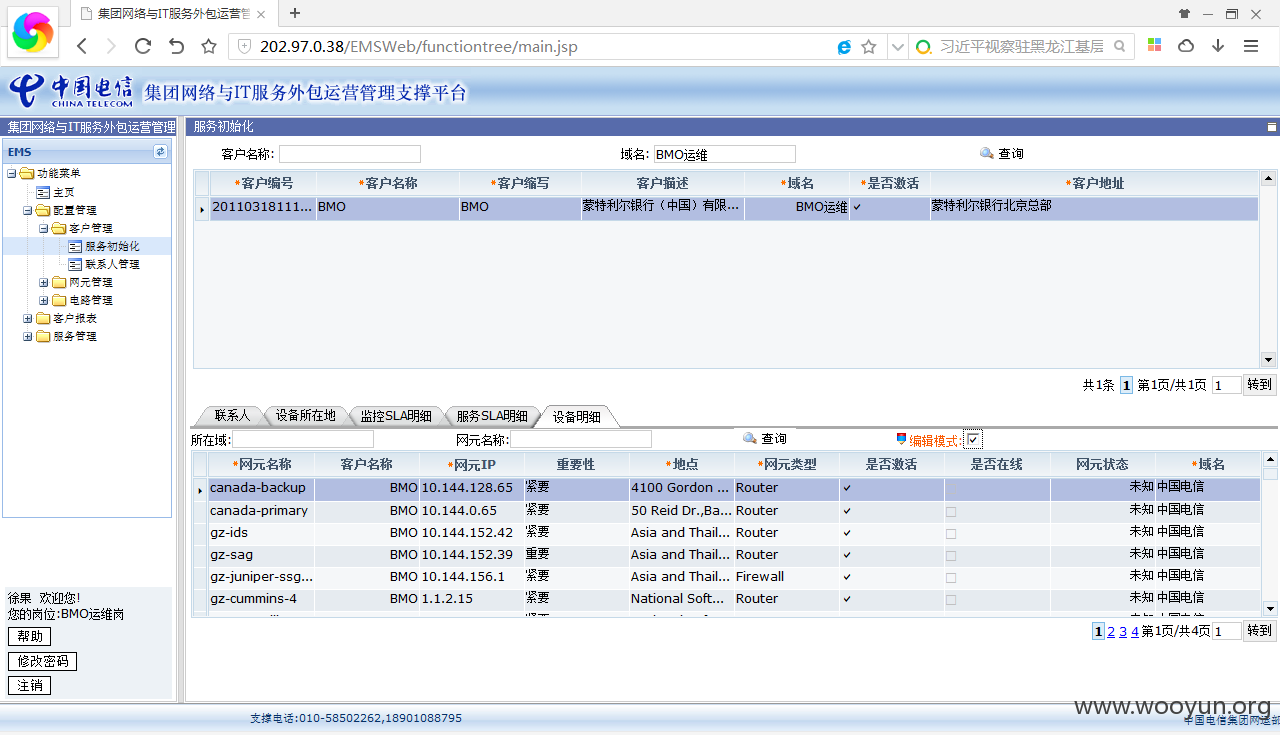 集团网络与IT服务外包运营管
202.97.0.38/EMSWeb/functiontree/main.jsp
习近平视察驻黑龙江基层
中国电信
CHINA TELECOM
集团网络与IT服务外包运营管理支撑平台
集团网络与IT服务外包运营管理
服务初始化
EMS
功能菜单
主页
配置管理
客户管理
服务初始化
联系人管理
网元管理
电路管理
客户报表
服务管理
徐果 欢迎您!
您的岗位:BMO运维岗
帮助
修改密码
注销
客户名称: 域名: BMO运维 查询
*客户编号 *客户名称 *客户缩写 客户描述 *域名 *是否激活 *客户地址
20110318111... BMO BMO 蒙特利尔银行（中国）有限... BMO运维 ✓ 蒙特利尔银行北京总部
共1条 1 第1页/共1页 1 转到
联系人 设备所在地 监控SLA明细 服务SLA明细 设备明细
所在域: 网元名称: 查询 编辑模式:
*网元名称 客户名称 *网元IP 重要性 *地点 *网元类型 是否激活 是否在线 网元状态 *域名
canada-backup BMO 10.144.128.65 紧要 4100 Gordon ... Router ✓ 未知 中国电信
canada-primary BMO 10.144.0.65 紧要 50 Reid Dr.,Ba... Router ✓ 未知 中国电信
gz-ids BMO 10.144.152.42 紧要 Asia and Thail... Router ✓ 未知 中国电信
gz-sag BMO 10.144.152.39 重要 Asia and Thail... Router ✓ 未知 中国电信
gz-juniper-ssg... BMO 10.144.156.1 紧要 Asia and Thail... Firewall ✓ 未知 中国电信
gz-cummins-4 BMO 1.1.2.15 紧要 National Soft... Router ✓ 未知 中国电信
1 2 3 4 第1页/共4页 1 转到
支撑电话:010-58502262,18901088795
www.wooyun.org
中国电信集团网运部